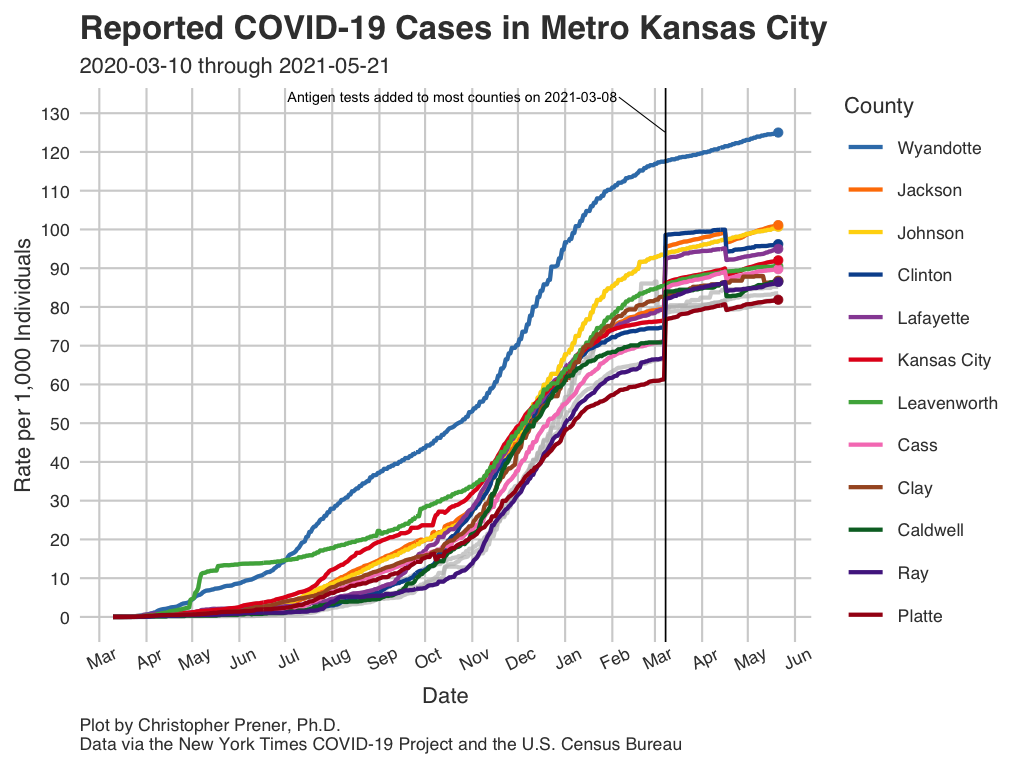 Reported COVID-19 Cases in Metro Kansas City
2020-03-10 through 2021-05-21
Antigen tests added to most counties on 2021-03-08
Rate per 1,000 Individuals
130
120
110
100
90
80
70
60
50
40
30
20
10
0
Mar Apr May Jun Jul Aug Sep Oct Nov Dec Jan Feb Mar Apr May Jun
Date
County
Wyandotte
Jackson
Johnson
Clinton
Lafayette
Kansas City
Leavenworth
Cass
Clay
Caldwell
Ray
Platte
Plot by Christopher Prener, Ph.D.
Data via the New York Times COVID-19 Project and the U.S. Census Bureau